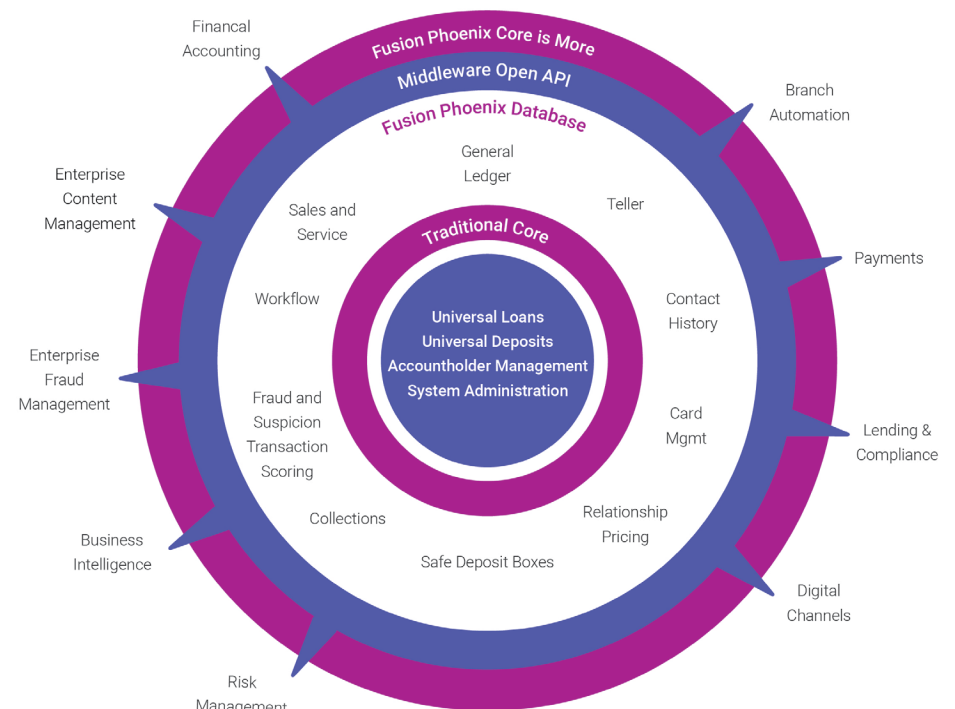 Financal
Accounting
Fusion Phoenix Core is More
Middleware Open API
Fusion Phoenix Database
Branch
Automation
General
Ledger
Enterprise
Content
Management
Sales and
Service
Teller
Traditional Core
Payments
Workflow
Contact
History
Universal Loans
Universal Deposits
Accountholder Management
System Administration
Enterprise
Fraud
Management
Fraud and
Suspicion
Transaction
Scoring
Card
Mgmt
Lending &
Compliance
Collections
Relationship
Pricing
Business
Intelligence
Safe Deposit Boxes
Digital
Channels
Risk
Management